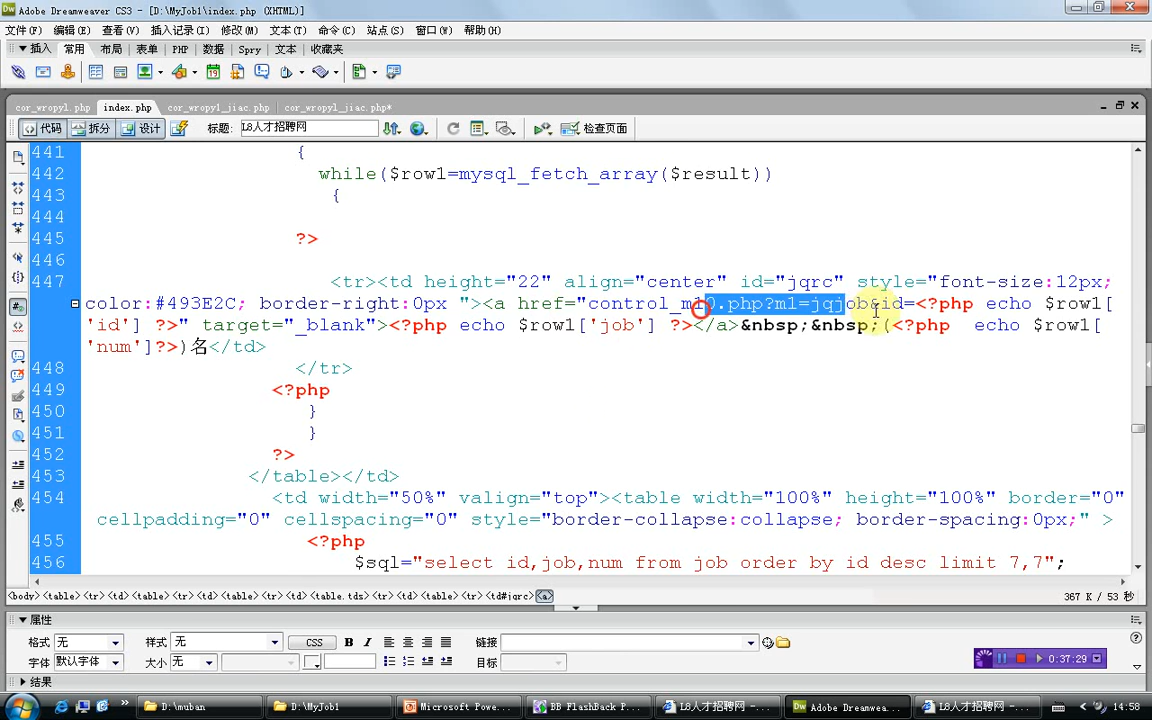 Adobe Dreamweaver CS3 - [D:\MyJob1\index.php (XHTML)]
文件(F) 编辑(E) 查看(V) 插入记录(I) 修改(M) 文本(T) 命令(C) 站点(S) 窗口(W) 帮助(H)
插入 常用 布局 表单 PHP 数据 Spry 文本 收藏夹
cor_wropy1.php index.php cor_wropy1_jiac.php cor_wropy1_jiac.php*
代码 拆分 设计 标题: L8人才招聘网 检查页面
441 {
442 while($row1=mysql_fetch_array($result))
443 {
444
445 ?>
446
447 <tr><td height="22" align="center" id="jqrc" style="font-size:12px;
color:#493E2C; border-right:0px "><a href="control_m10.php?m1=jqjob&id=<?php echo $row1[
'id'] ?>" target="_blank"><?php echo $row1['job'] ?></a>&nbsp;&nbsp;(<?php echo $row1[
'num']?>)名</td>
448 </tr>
449 <?php
450 }
451 }
452 ?>
453 </table></td>
454 <td width="50%" valign="top"><table width="100%" height="100%" border="0"
cellpadding="0" cellspacing="0" style="border-collapse:collapse; border-spacing:0px;" >
455 <?php
456 $sql="select id,job,num from job order by id desc limit 7,7";
<body><table><tr><td><table><tr><td><table><tr><td><table.tds><tr><td><table><tr><td#jqrc><a> 367 K / 53 秒
属性
格式 无 样式 无 CSS B I 链接
字体 默认字体 大小 无 目标
0:37:29
结果
D:\muban D:\MyJob1 Microsoft Powe... BB FlashBack P... L8人才招聘网 -... Adobe Dreamwea... L8人才招聘网 -... 14:58